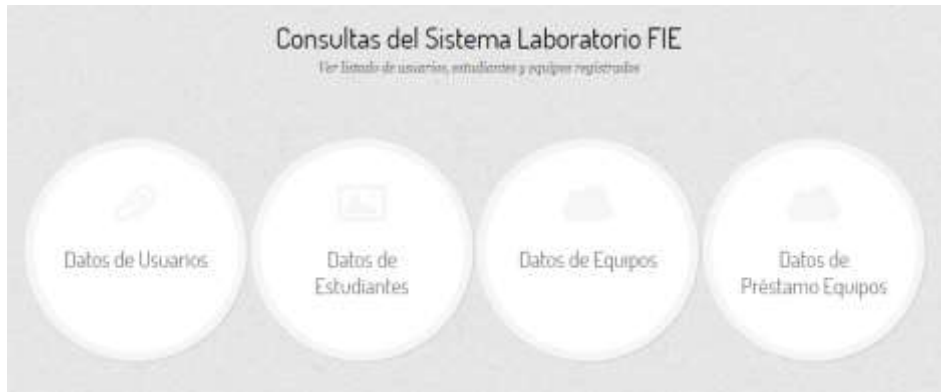 Consultas del Sistema Laboratorio FIE
Ver listado de usuarios, estudiantes y equipos registrados
Datos de Usuarios
Datos de
Estudiantes
Datos de Equipos
Datos de
Préstamo Equipos